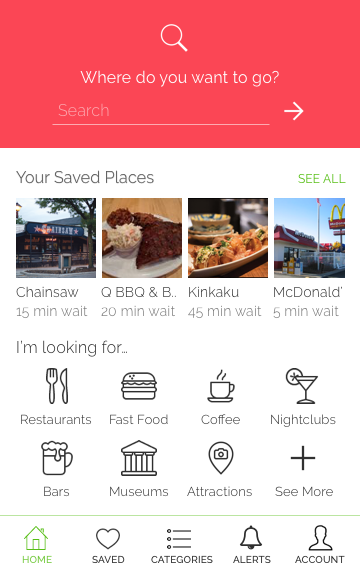 Where do you want to go?
Search
Your Saved Places
SEE ALL
CHAINSAW
Chainsaw
Q BBQ & B..
Kinkaku
McDonald'
15 min wait
20 min wait
45 min wait
5 min wait
I'm looking for...
Restaurants
Fast Food
Coffee
Nightclubs
Bars
Museums
Attractions
See More
HOME
SAVED
CATEGORIES
ALERTS
ACCOUNT